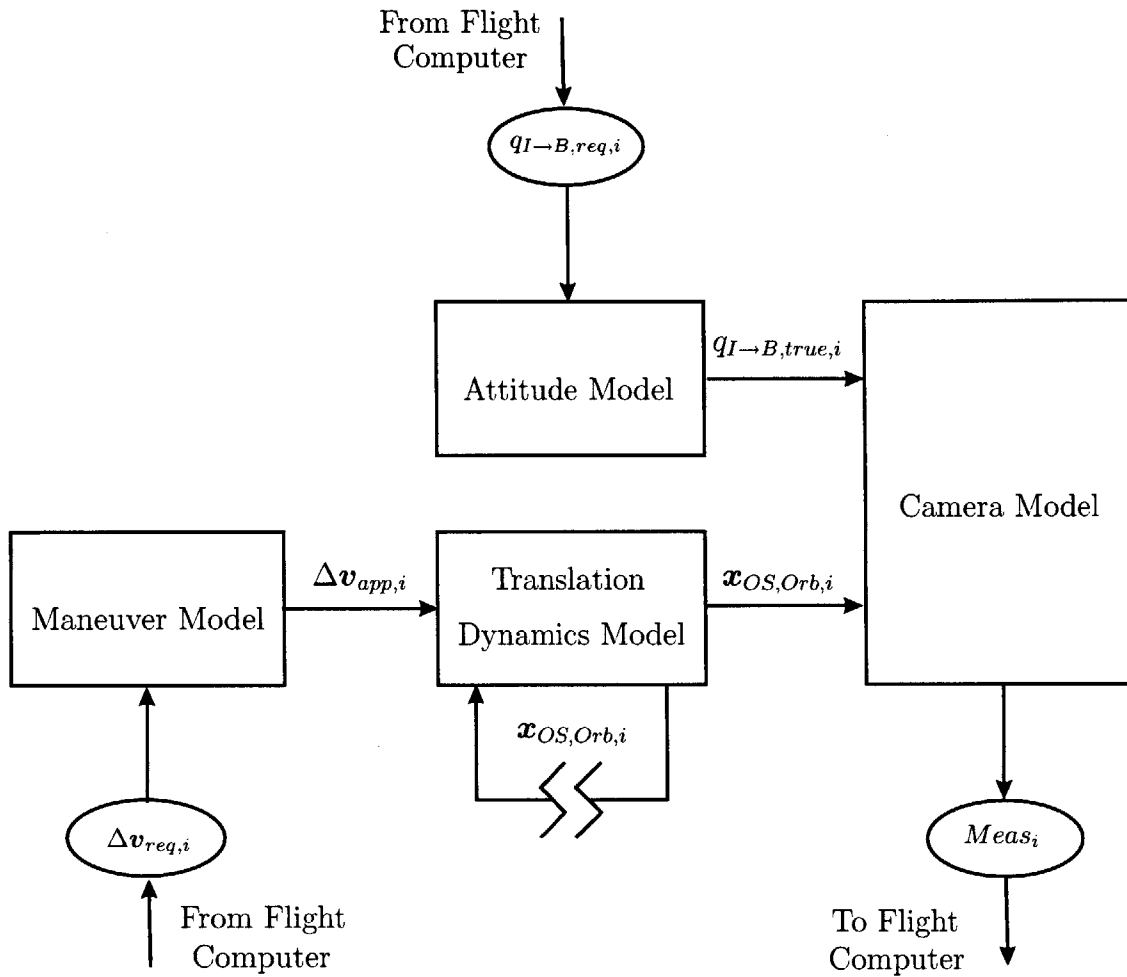 From Flight
Computer
q_{I→B,req,i}
Attitude Model
q_{I→B,true,i}
Camera Model
Maneuver Model
Δv_{app,i}
Translation
Dynamics Model
x_{OS,Orb,i}
x_{OS,Orb,i}
Δv_{req,i}
From Flight
Computer
Meas_i
To Flight
Computer